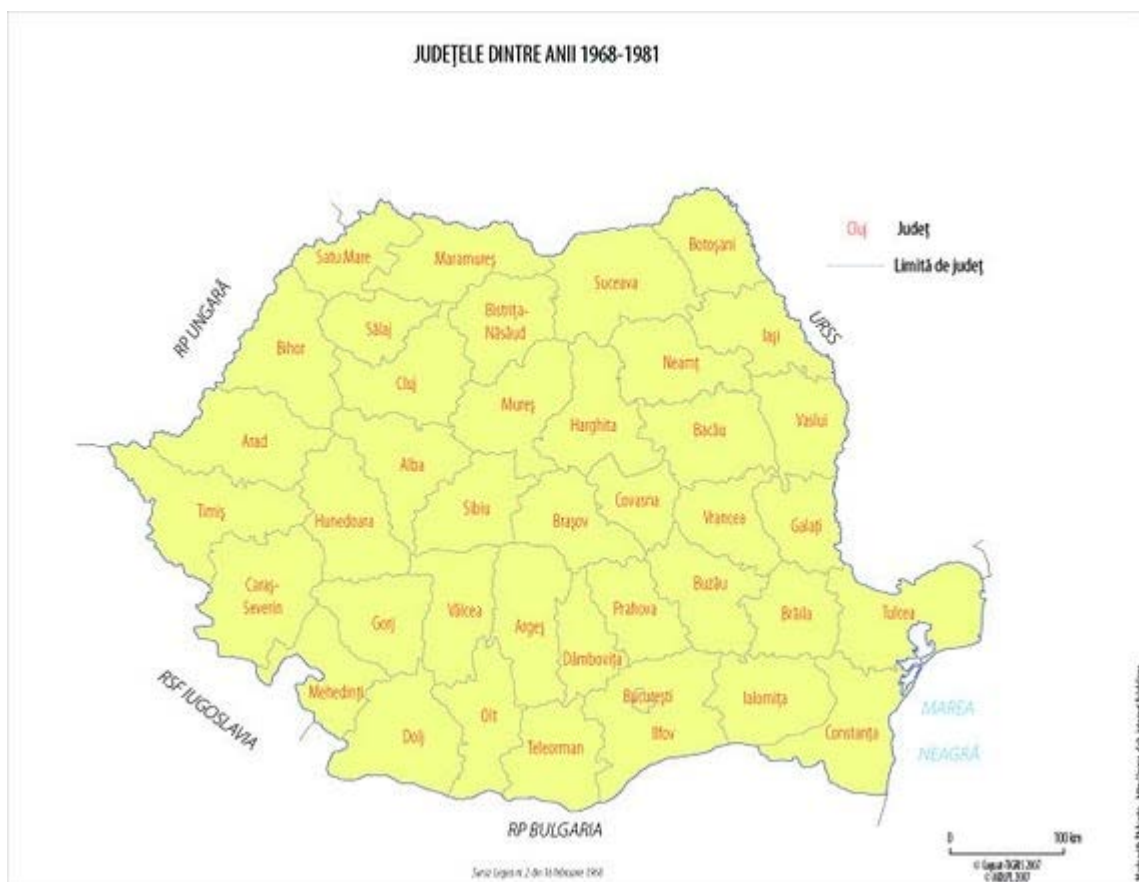 JUDEŢELE DINTRE ANII 1968-1981
Botoşani
Cluj Judeţ
Satu Mare
Maramureş
Suceava
Limită de judeţ
Bistriţa-
Năsăud
RP UNGARĂ
URSS
Sălaj
Iaşi
Bihor
Neamţ
Cluj
Mureş
Vaslui
Harghita
Bacău
Arad
Alba
Covasna
Sibiu
Timiş
Hunedoara
Braşov
Vrancea
Galaţi
Caraş-
Severin
Buzău
Vâlcea
Prahova
Brăila
Tulcea
Gorj
Argeş
Dâmboviţa
RSF IUGOSLAVIA
Mehedinţi
Bucureşti
Ialomiţa
MAREA
Olt
Dolj
Ilfov
Constanţa
Teleorman
NEAGRĂ
RP BULGARIA
0 100 km